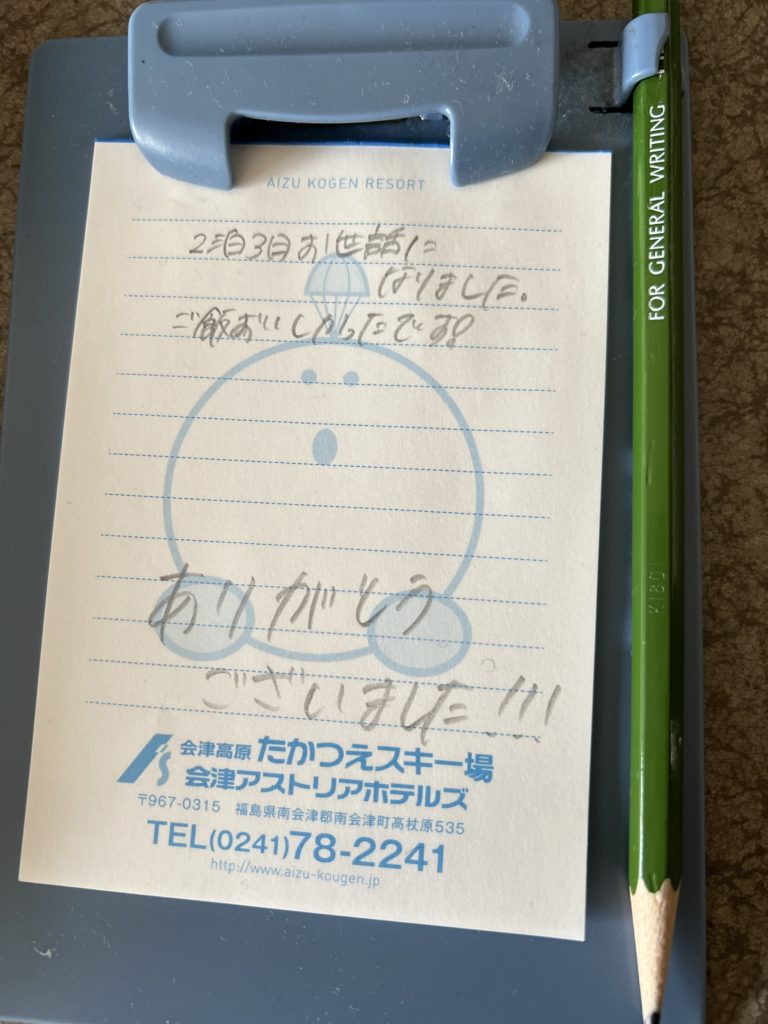 AIZU KOGEN RESORT
2泊3日お世話に
なりました。
ご飯おいしかったです!
ありがとう
ございました!!!
会津高原 たかつえスキー場
会津アストリアホテルズ
〒967-0315 福島県南会津郡南会津町高杖原535
TEL(0241)78-2241
http://www.aizu-kougen.jp
FOR GENERAL WRITING